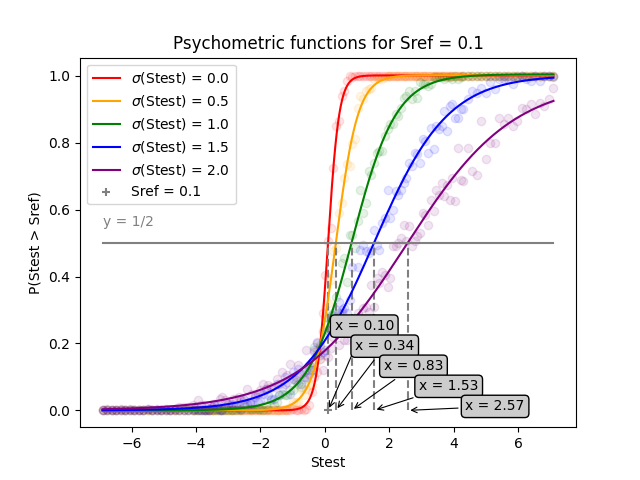 Psychometric functions for Sref = 0.1
σ(Stest) = 0.0
σ(Stest) = 0.5
σ(Stest) = 1.0
σ(Stest) = 1.5
σ(Stest) = 2.0
Sref = 0.1
y = 1/2
x = 0.10
x = 0.34
x = 0.83
x = 1.53
x = 2.57
P(Stest > Sref)
1.0
0.8
0.6
0.4
0.2
0.0
−6
−4
−2
0
2
4
6
Stest